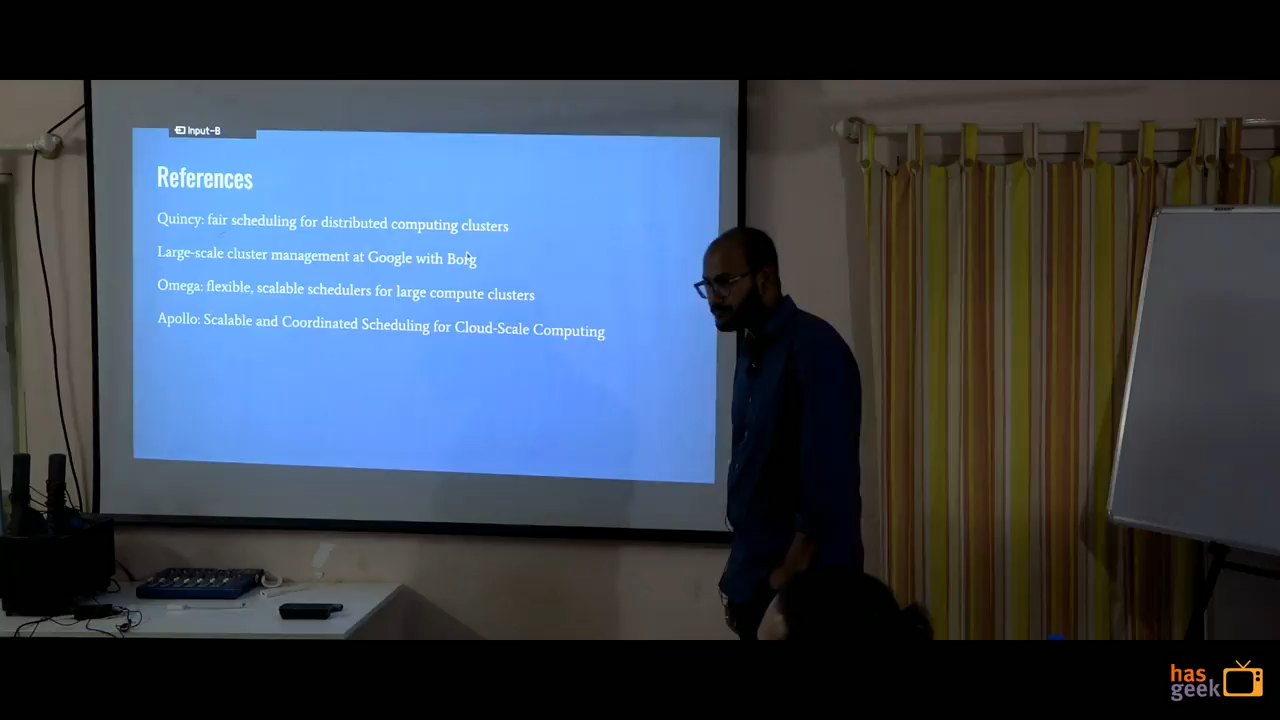 Input-B
References
Quincy: fair scheduling for distributed computing clusters
Large-scale cluster management at Google with Borg
Omega: flexible, scalable schedulers for large compute clusters
Apollo: Scalable and Coordinated Scheduling for Cloud-Scale Computing
has
geek